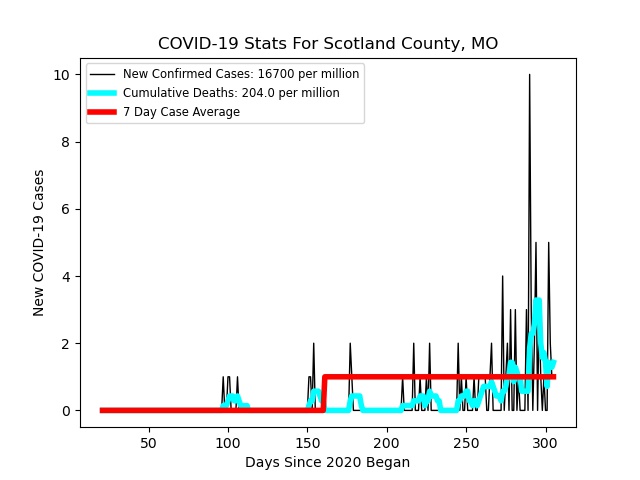 COVID-19 Stats For Scotland County, MO
New Confirmed Cases: 16700 per million
Cumulative Deaths: 204.0 per million
7 Day Case Average
New COVID-19 Cases
10
8
6
4
2
0
50 100 150 200 250 300
Days Since 2020 Began